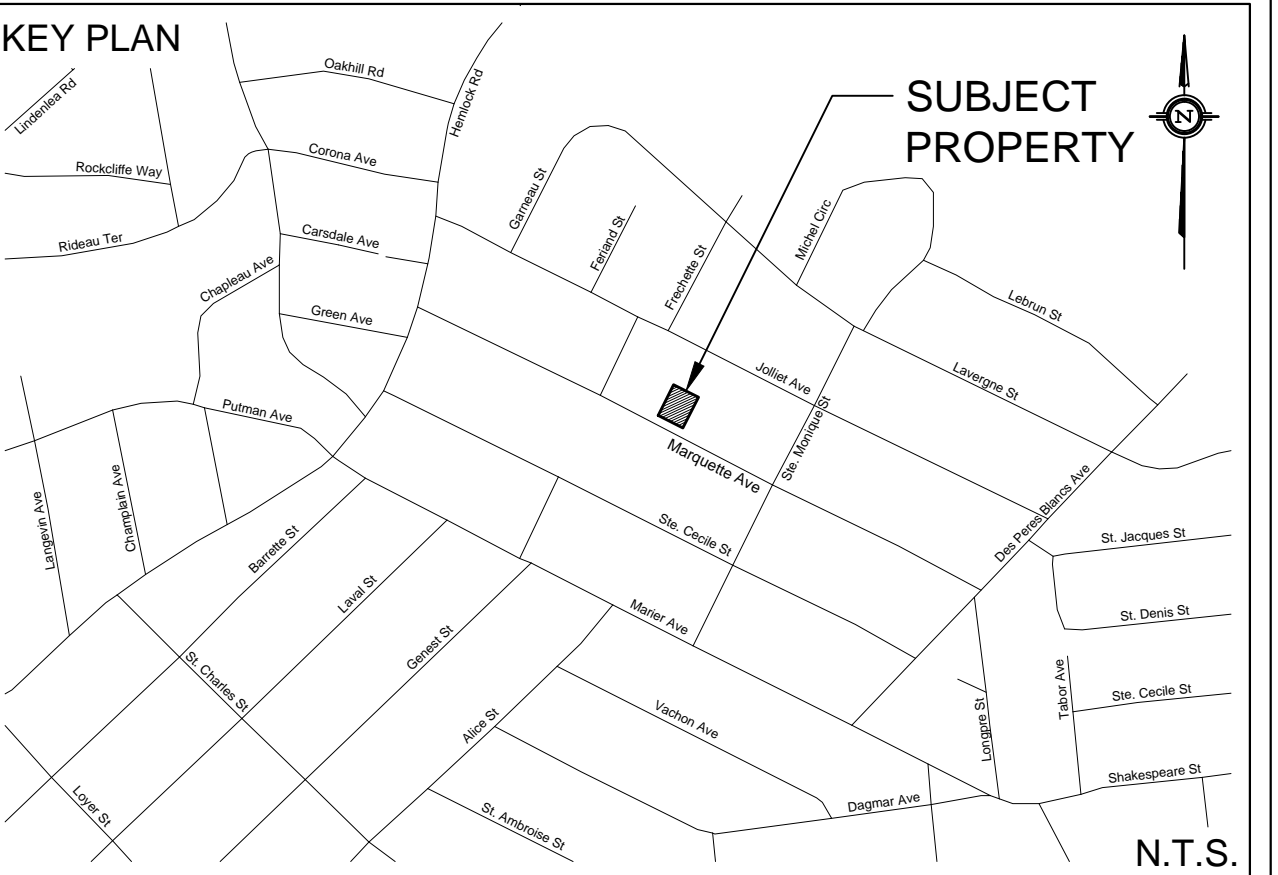 KEY PLAN
Oakhill Rd
Hemlock Rd
SUBJECT
PROPERTY
N
Lindenlea Rd
Rockcliffe Way
Corona Ave
Garneau St
Feriand St
Michel Circ
Rideau Ter
Carsdale Ave
Frechette St
Chapleau Ave
Green Ave
Lebrun St
Jolliet Ave
Lavergne St
Putman Ave
Marquette Ave
Ste. Monique St
Langevin Ave
Champlain Ave
Barrette St
Ste. Cecile St
Des Peres Blancs Ave
St. Jacques St
Laval St
Marier Ave
St. Denis St
Genest St
St. Charles St
Tabor Ave
Ste. Cecile St
Longpre St
Alice St
Vachon Ave
Shakespeare St
Loyer St
Dagmar Ave
St. Ambroise St
N.T.S.